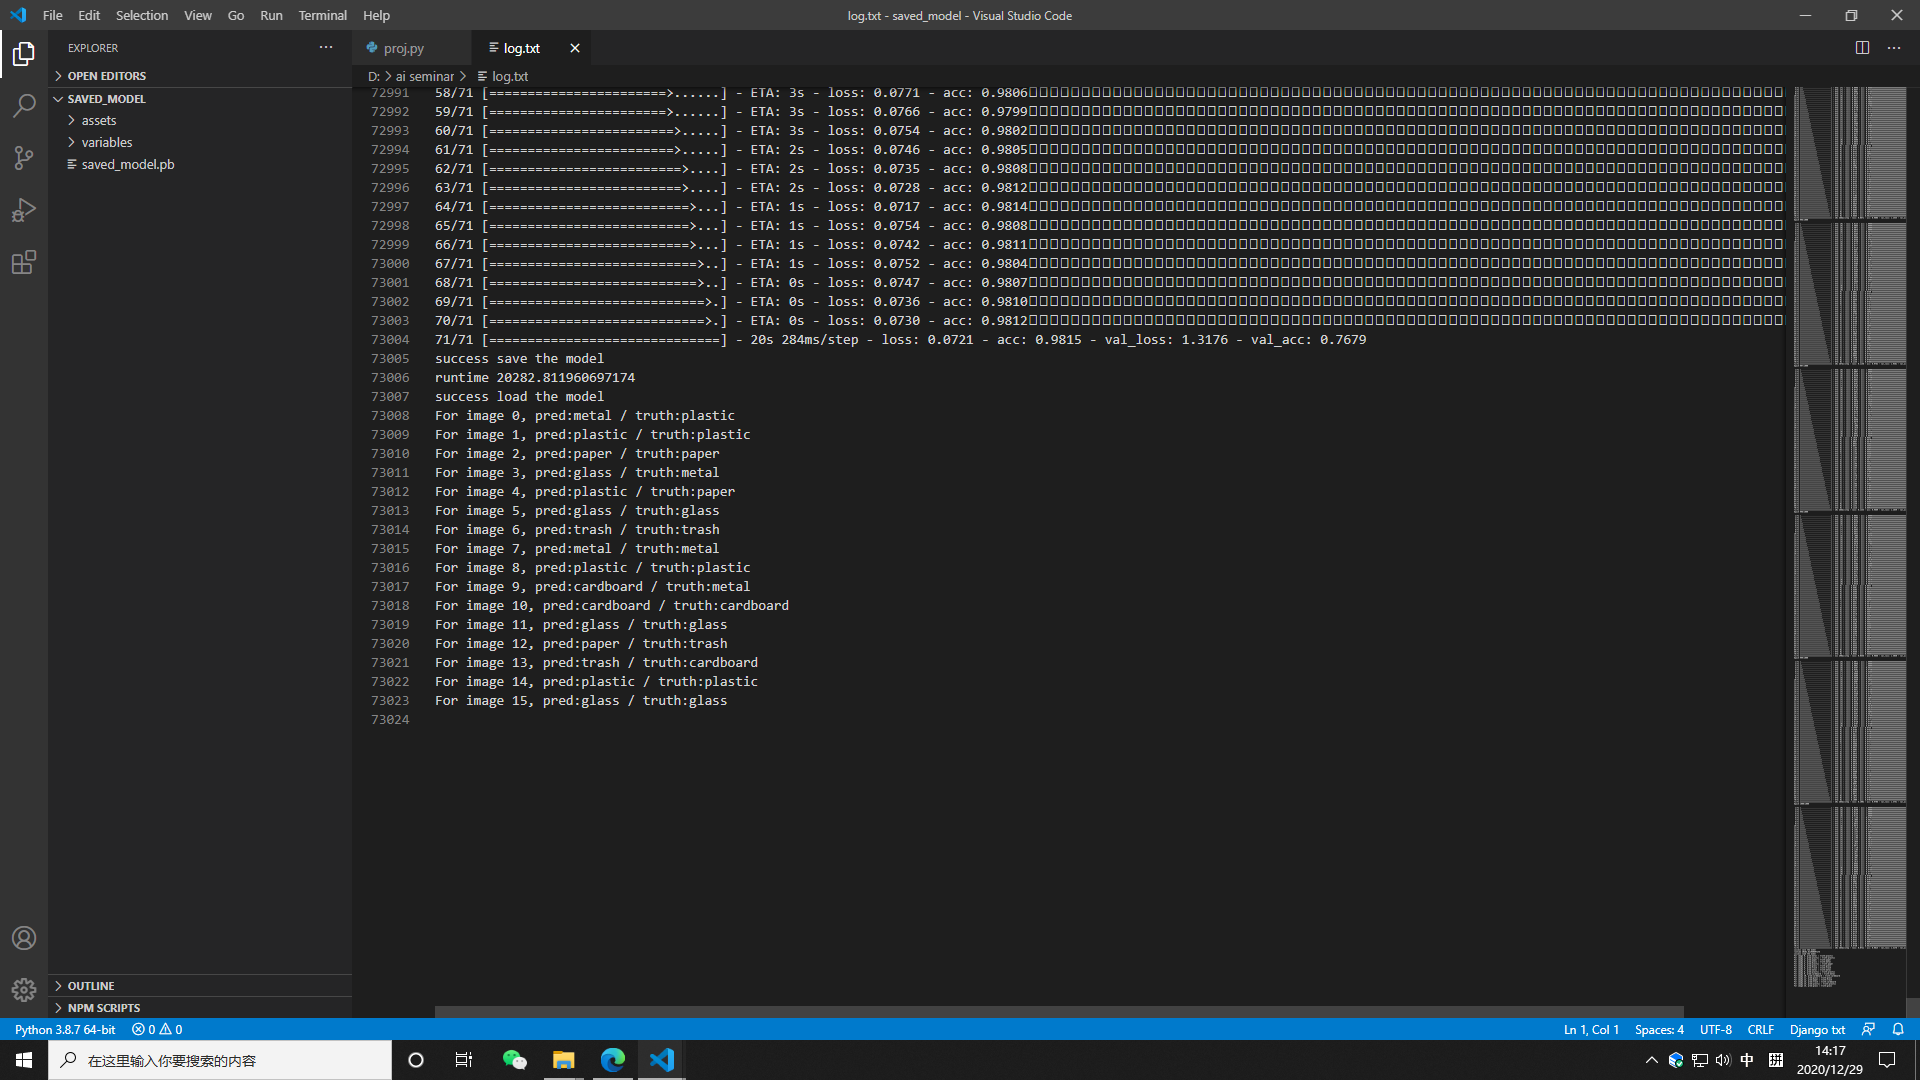 File Edit Selection View Go Run Terminal Help
log.txt - saved_model - Visual Studio Code
EXPLORER
OPEN EDITORS
SAVED_MODEL
assets
variables
saved_model.pb
OUTLINE
NPM SCRIPTS
proj.py
log.txt
D: > ai seminar > log.txt
72991 58/71 [=======================>......] - ETA: 3s - loss: 0.0771 - acc: 0.9806
72992 59/71 [=======================>......] - ETA: 3s - loss: 0.0766 - acc: 0.9799
72993 60/71 [========================>.....] - ETA: 3s - loss: 0.0754 - acc: 0.9802
72994 61/71 [========================>.....] - ETA: 2s - loss: 0.0746 - acc: 0.9805
72995 62/71 [=========================>....] - ETA: 2s - loss: 0.0735 - acc: 0.9808
72996 63/71 [=========================>....] - ETA: 2s - loss: 0.0728 - acc: 0.9812
72997 64/71 [==========================>...] - ETA: 1s - loss: 0.0717 - acc: 0.9814
72998 65/71 [==========================>...] - ETA: 1s - loss: 0.0754 - acc: 0.9808
72999 66/71 [==========================>...] - ETA: 1s - loss: 0.0742 - acc: 0.9811
73000 67/71 [===========================>..] - ETA: 1s - loss: 0.0752 - acc: 0.9804
73001 68/71 [===========================>..] - ETA: 0s - loss: 0.0747 - acc: 0.9807
73002 69/71 [============================>.] - ETA: 0s - loss: 0.0736 - acc: 0.9810
73003 70/71 [============================>.] - ETA: 0s - loss: 0.0730 - acc: 0.9812
73004 71/71 [==============================] - 20s 284ms/step - loss: 0.0721 - acc: 0.9815 - val_loss: 1.3176 - val_acc: 0.7679
73005 success save the model
73006 runtime 20282.811960697174
73007 success load the model
73008 For image 0, pred:metal / truth:plastic
73009 For image 1, pred:plastic / truth:plastic
73010 For image 2, pred:paper / truth:paper
73011 For image 3, pred:glass / truth:metal
73012 For image 4, pred:plastic / truth:paper
73013 For image 5, pred:glass / truth:glass
73014 For image 6, pred:trash / truth:trash
73015 For image 7, pred:metal / truth:metal
73016 For image 8, pred:plastic / truth:plastic
73017 For image 9, pred:cardboard / truth:metal
73018 For image 10, pred:cardboard / truth:cardboard
73019 For image 11, pred:glass / truth:glass
73020 For image 12, pred:paper / truth:trash
73021 For image 13, pred:trash / truth:cardboard
73022 For image 14, pred:plastic / truth:plastic
73023 For image 15, pred:glass / truth:glass
73024
Python 3.8.7 64-bit 0 0 Ln 1, Col 1 Spaces: 4 UTF-8 CRLF Django txt
在这里输入你要搜索的内容
中 拼
14:17
2020/12/29